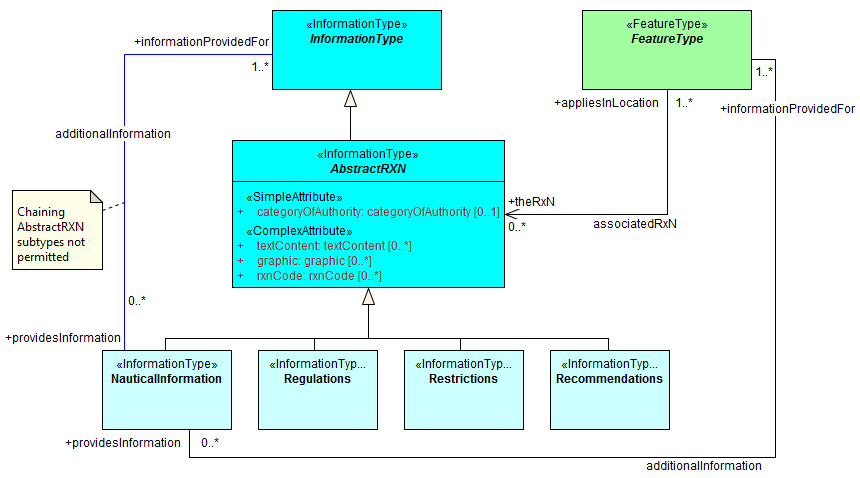 «InformationType»
InformationType
«FeatureType»
FeatureType
+informationProvidedFor
1..*
1..*
+informationProvidedFor
+appliesInLocation
1..*
additionalInformation
«InformationType»
AbstractRXN
«SimpleAttribute»
+ categoryOfAuthority: categoryOfAuthority [0..1]
«ComplexAttribute»
+ textContent: textContent [0..*]
+ graphic: graphic [0..*]
+ rxnCode: rxnCode [0..*]
+theRxN
0..*
associatedRxN
Chaining
AbstractRXN
subtypes not
permitted
0..*
+providesInformation
«InformationType»
NauticalInformation
«InformationTyp...
Regulations
«InformationTyp...
Restrictions
«InformationTyp...
Recommendations
+providesInformation
0..*
additionalInformation